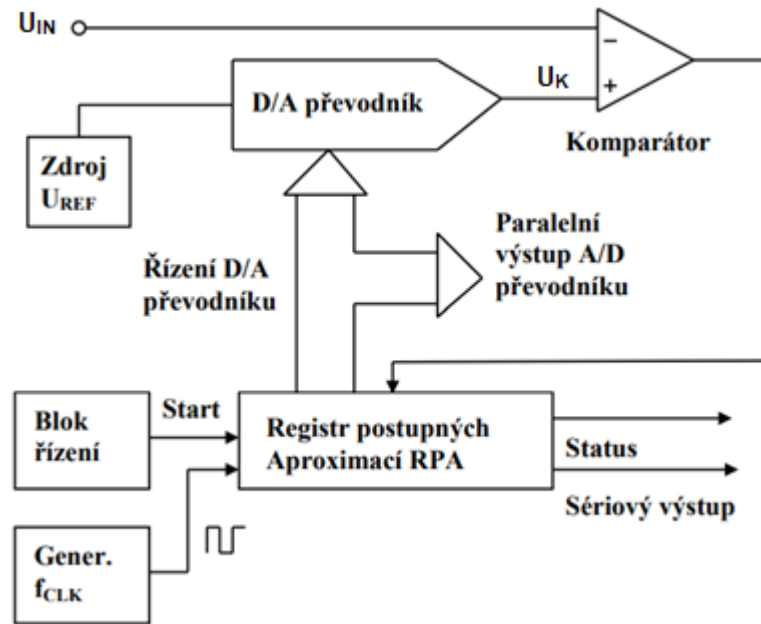 UIN
D/A převodník
UK
−
+
Komparátor
Zdroj
UREF
Řízení D/A
převodníku
Paralelní
výstup A/D
převodníku
Blok
řízení
Start
Registr postupných
Aproximací RPA
Status
Sériový výstup
Gener.
fCLK